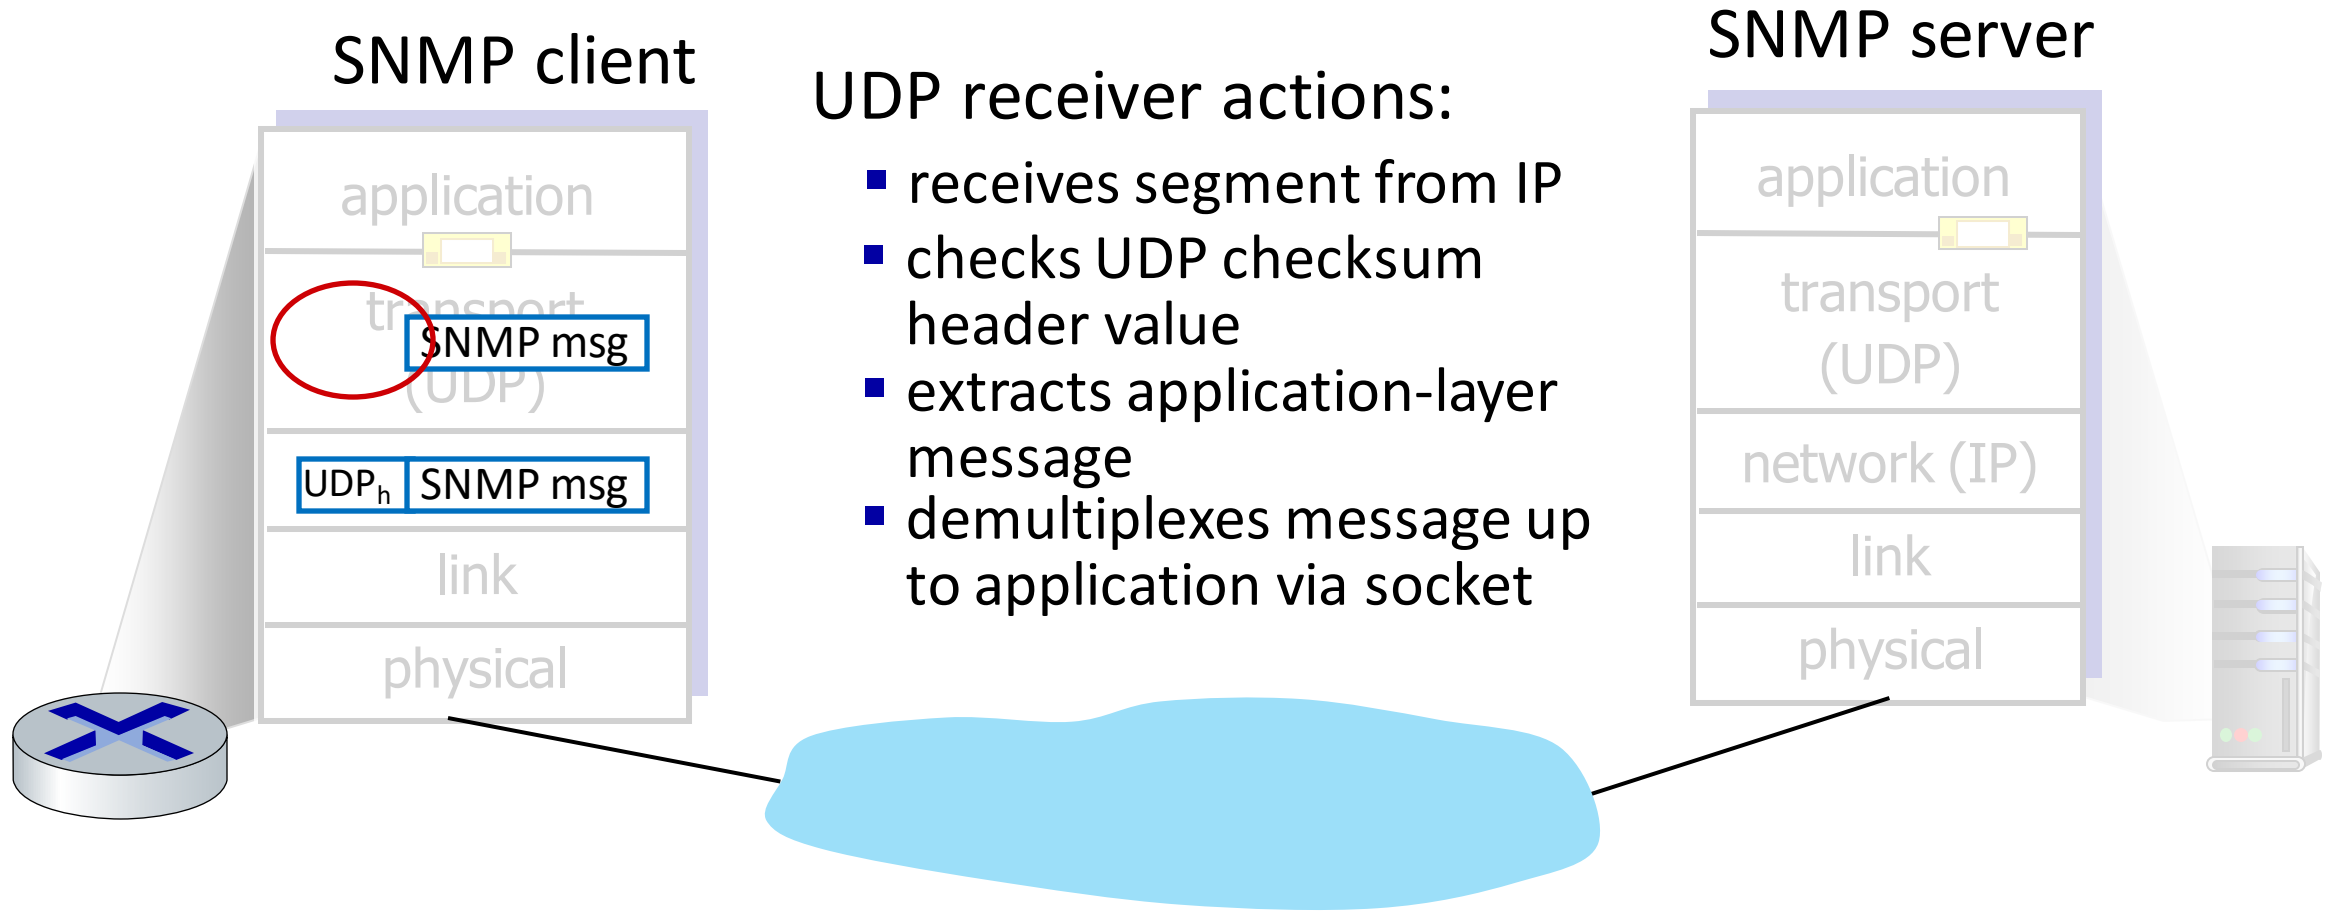 SNMP client
application
transport
SNMP msg
(UDP)
UDPh SNMP msg
link
physical
UDP receiver actions:
receives segment from IP
checks UDP checksum
header value
extracts application-layer
message
demultiplexes message up
to application via socket
SNMP server
application
transport
(UDP)
network (IP)
link
physical